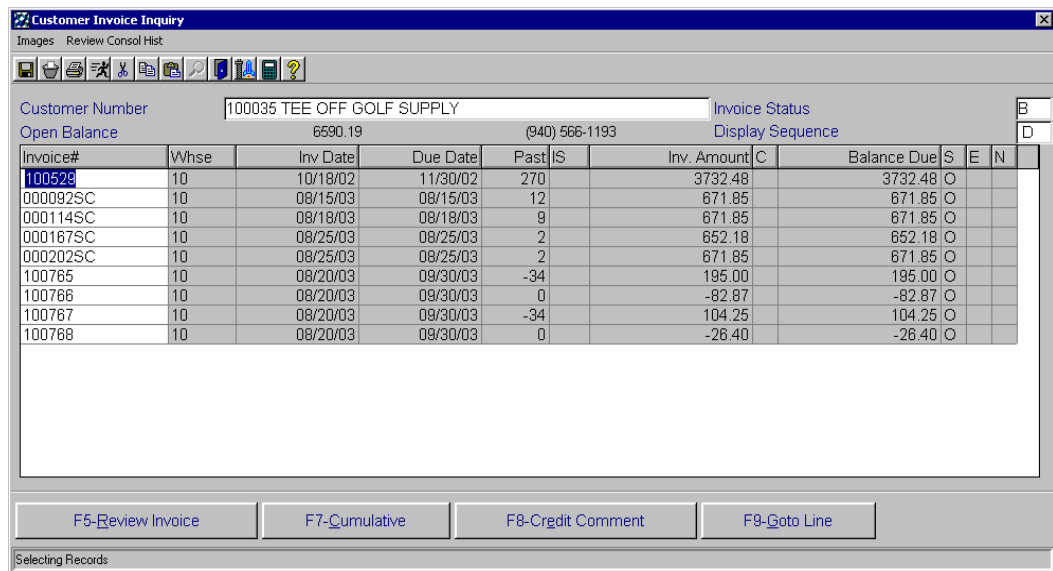 Customer Invoice Inquiry
Images Review Consol Hist
Customer Number 100035 TEE OFF GOLF SUPPLY Invoice Status B
Open Balance 6590.19 (940) 566-1193 Display Sequence D
Invoice# Whse Inv Date Due Date Past IS Inv. Amount C Balance Due S E N
100529 10 10/18/02 11/30/02 270 3732.48 3732.48 O
000092SC 10 08/15/03 08/15/03 12 671.85 671.85 O
000114SC 10 08/18/03 08/18/03 9 671.85 671.85 O
000167SC 10 08/25/03 08/25/03 2 652.18 652.18 O
000202SC 10 08/25/03 08/25/03 2 671.85 671.85 O
100765 10 08/20/03 09/30/03 -34 195.00 195.00 O
100766 10 08/20/03 09/30/03 0 -82.87 -82.87 O
100767 10 08/20/03 09/30/03 -34 104.25 104.25 O
100768 10 08/20/03 09/30/03 0 -26.40 -26.40 O
F5-Review Invoice F7-Cumulative F8-Credit Comment F9-Goto Line
Selecting Records